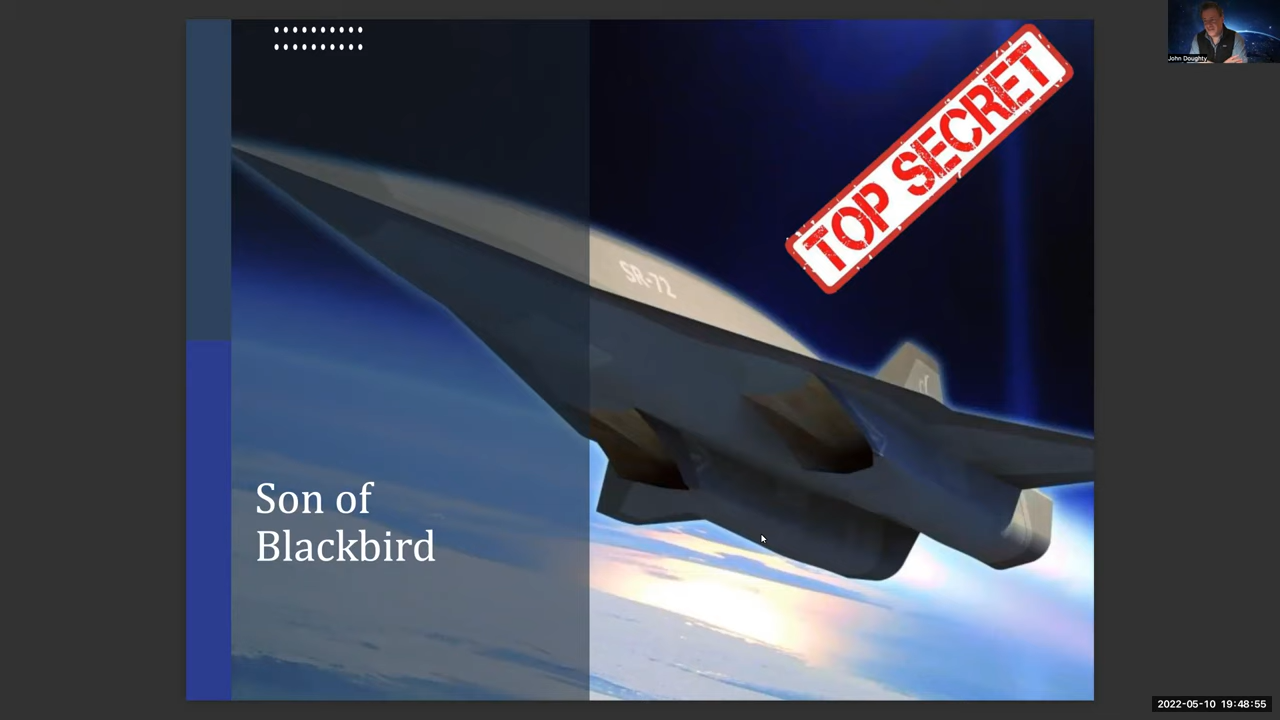 TOP SECRET
SR-72
Son of
Blackbird
John Doughty
2022-05-10 19:48:55